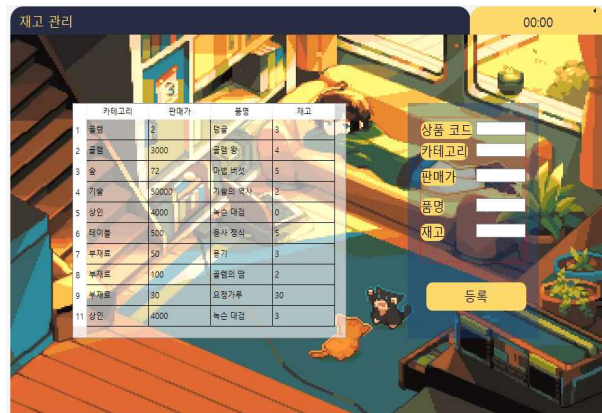 재고 관리
00:00
3
카테고리 판매가 품명 재고
1 골렘 2 덩굴 3
2 골렘 3000 골렘 왕 4
3 숲 72 마법 버섯 5
4 기술 50000 기술의 역사 2
5 상인 4000 녹슨 대검 0
6 테이블 500 용사 정식 5
7 부재료 50 용기 3
8 부재료 100 골렘의 땀 2
9 부재료 30 요정가루 30
11 상인 4000 녹슨 대검 3
상품 코드
카테고리
판매가
품명
재고
등록